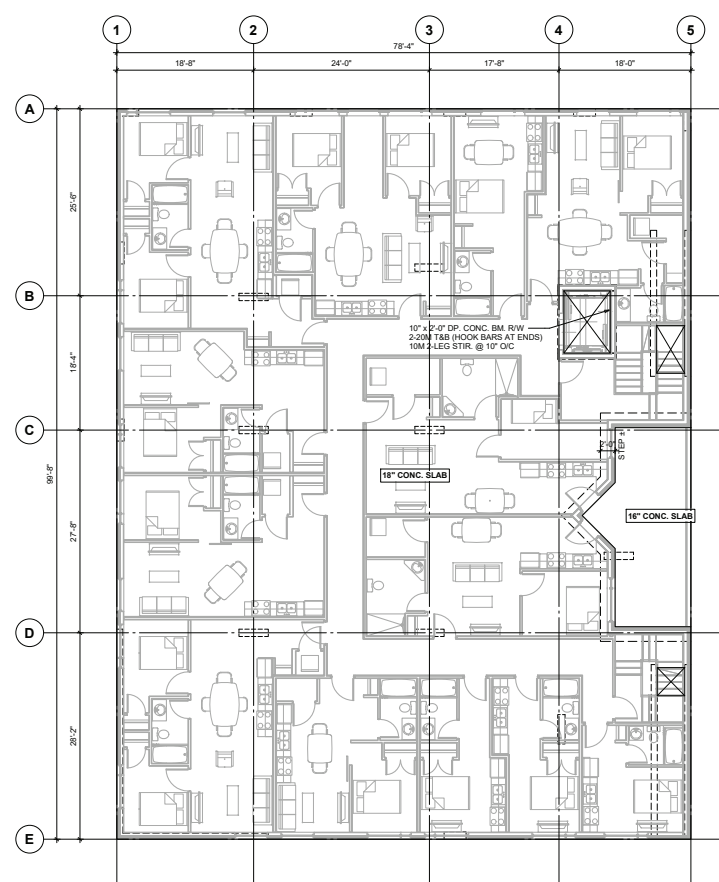 1 2 3 4 5
78'-4"
18'-8" 24'-0" 17'-8" 18'-0"
A
25'-6"
B
10" x 2'-0" DP. CONC. BM. R/W
2-20M T&B (HOOK BARS AT ENDS)
10M 2-LEG STIR. @ 10" O/C
18'-4"
C
2'-0"
STEP ±
99'-8"
18" CONC. SLAB
16" CONC. SLAB
27'-8"
D
28'-2"
E